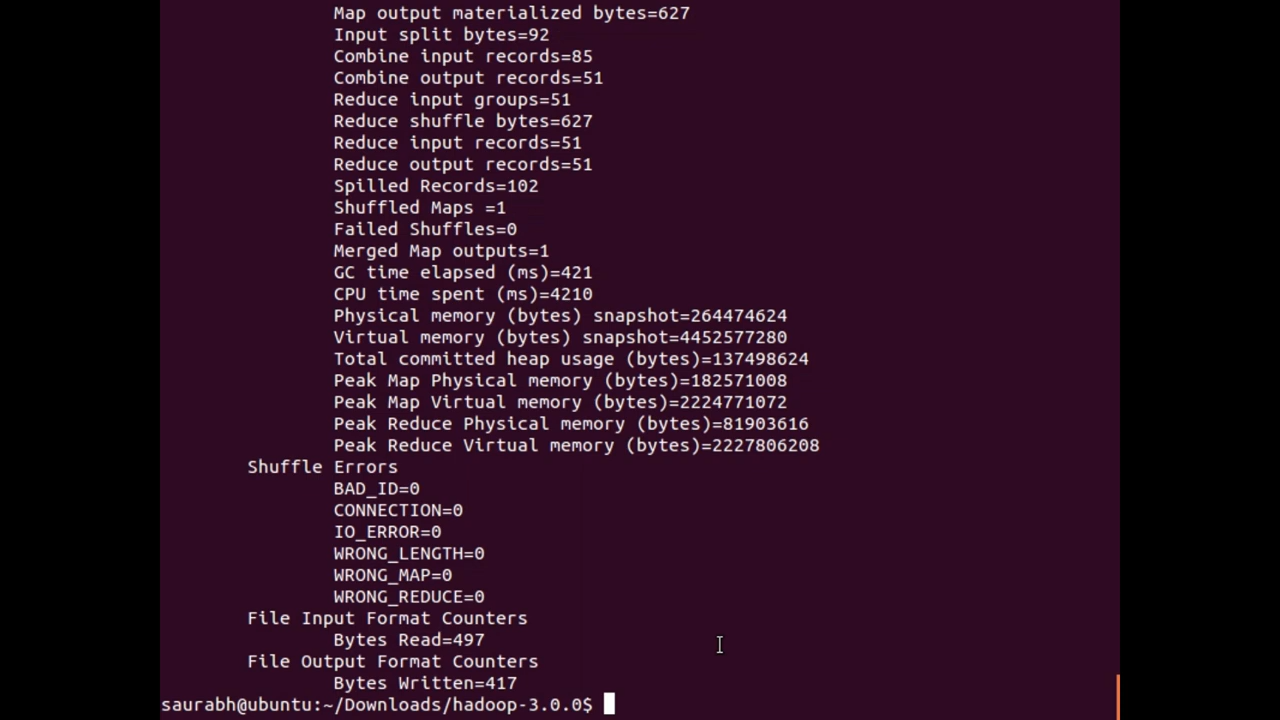 Map output materialized bytes=627
Input split bytes=92
Combine input records=85
Combine output records=51
Reduce input groups=51
Reduce shuffle bytes=627
Reduce input records=51
Reduce output records=51
Spilled Records=102
Shuffled Maps =1
Failed Shuffles=0
Merged Map outputs=1
GC time elapsed (ms)=421
CPU time spent (ms)=4210
Physical memory (bytes) snapshot=264474624
Virtual memory (bytes) snapshot=4452577280
Total committed heap usage (bytes)=137498624
Peak Map Physical memory (bytes)=182571008
Peak Map Virtual memory (bytes)=2224771072
Peak Reduce Physical memory (bytes)=81903616
Peak Reduce Virtual memory (bytes)=2227806208
Shuffle Errors
BAD_ID=0
CONNECTION=0
IO_ERROR=0
WRONG_LENGTH=0
WRONG_MAP=0
WRONG_REDUCE=0
File Input Format Counters
Bytes Read=497
File Output Format Counters
Bytes Written=417
saurabh@ubuntu:~/Downloads/hadoop-3.0.0$